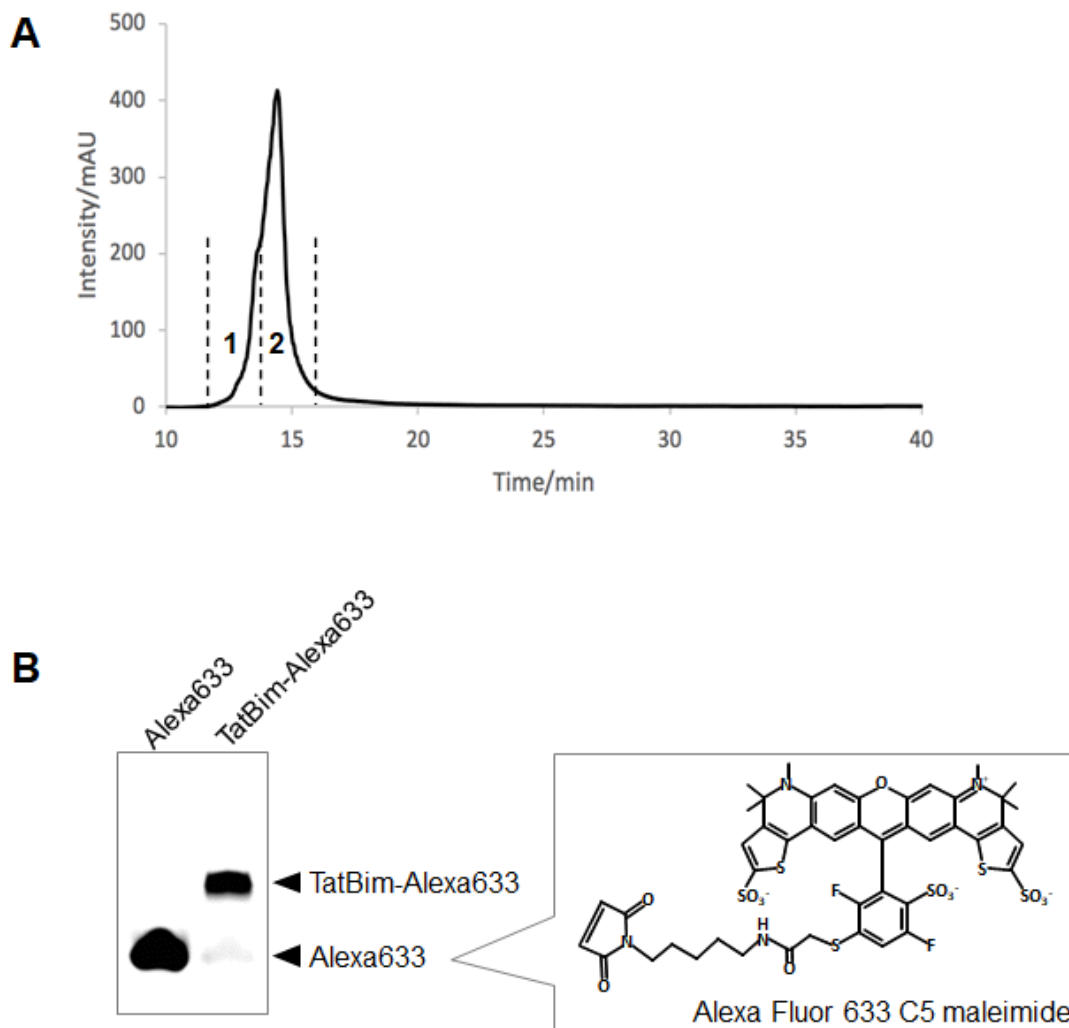 A
500
400
300
200
100
0
Intensity/mAU
1
2
10 15 20 25 30 35 40
Time/min
B
Alexa633
TatBim-Alexa633
TatBim-Alexa633
Alexa633
N O N+
S S
SO3- F SO3- SO3-
O H F
N N S
O O
Alexa Fluor 633 C5 maleimide